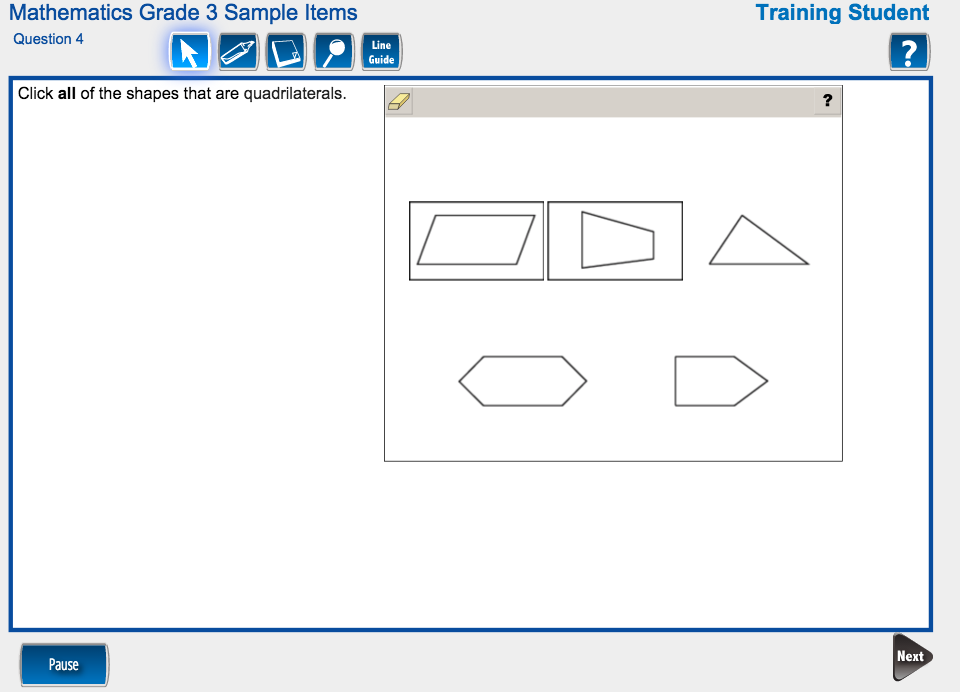 Mathematics Grade 3 Sample Items
Training Student
Question 4
Line
Guide
?
Click all of the shapes that are quadrilaterals.
?
Pause
Next